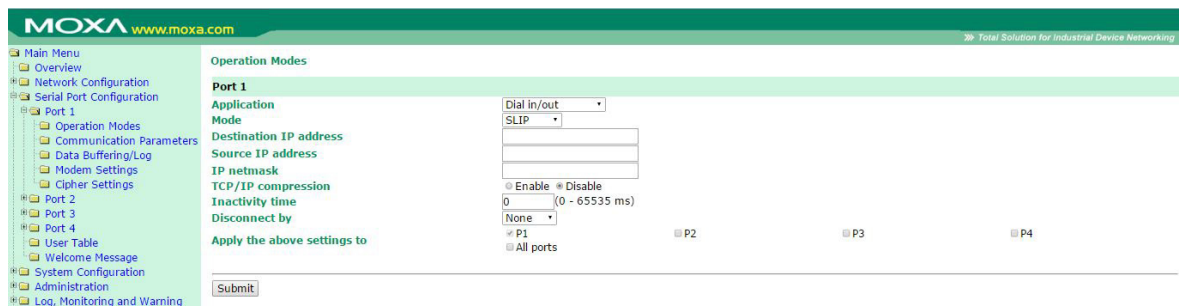 MOXA www.moxa.com
Total Solution for Industrial Device Networking
Main Menu
Overview
Network Configuration
Serial Port Configuration
Port 1
Operation Modes
Communication Parameters
Data Buffering/Log
Modem Settings
Cipher Settings
Port 2
Port 3
Port 4
User Table
Welcome Message
System Configuration
Administration
Log, Monitoring and Warning
Operation Modes
Port 1
Application Dial in/out
Mode SLIP
Destination IP address
Source IP address
IP netmask
TCP/IP compression Enable Disable
Inactivity time 0 (0 - 65535 ms)
Disconnect by None
Apply the above settings to P1 P2 P3 P4
All ports
Submit